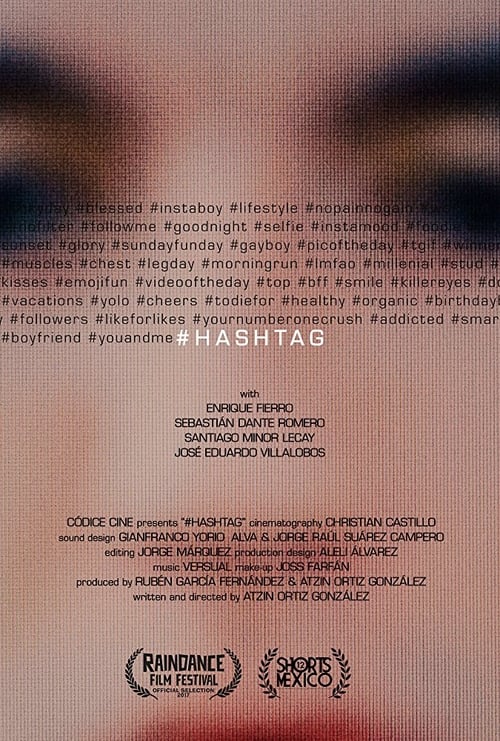 #blessed #instaboy #lifestyle #nopainnogain
#followme #goodnight #selfie #instamood #foodie
#glory #sundayfunday #gayboy #picoftheday #tgif
#muscles #chest #legday #morningrun #lmfao #millenial #stud #
kisses #emojifun #videooftheday #top #bff #smile #killereyes
#vacations #yolo #cheers #todiefor #healthy #organic #birthday
#followers #likeforlikes #yournumberonecrush #addicted
#boyfriend #youandme #HASHTAG
with
ENRIQUE FIERRO
SEBASTIÁN DANTE ROMERO
SANTIAGO MINOR LECAY
JOSÉ EDUARDO VILLALOBOS
CÓDICE CINE presents "#HASHTAG" cinematography CHRISTIAN CASTILLO
sound design GIANFRANCO YORIO ALVA & JORGE RAÚL SUÁREZ CAMPERO
editing JORGE MÁRQUEZ production design ALELI ÁLVAREZ
music VERSUAL make-up JOSS FARFÁN
produced by RUBÉN GARCÍA FERNÁNDEZ & ATZIN ORTIZ GONZÁLEZ
written and directed by ATZIN ORTIZ GONZÁLEZ
RAINDANCE
FILM FESTIVAL
OFFICIAL SELECTION
2017
SHORTS
12
MÉXICO